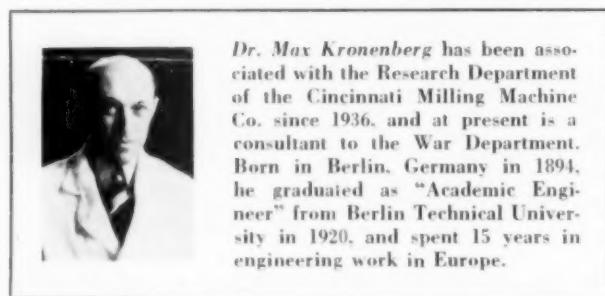 Dr. Max Kronenberg has been asso-
ciated with the Research Department
of the Cincinnati Milling Machine
Co. since 1936. and at present is a
consultant to the War Department.
Born in Berlin, Germany in 1894,
he graduated as "Academic Engi-
neer" from Berlin Technical Univer-
sity in 1920, and spent 15 years in
engineering work in Europe.